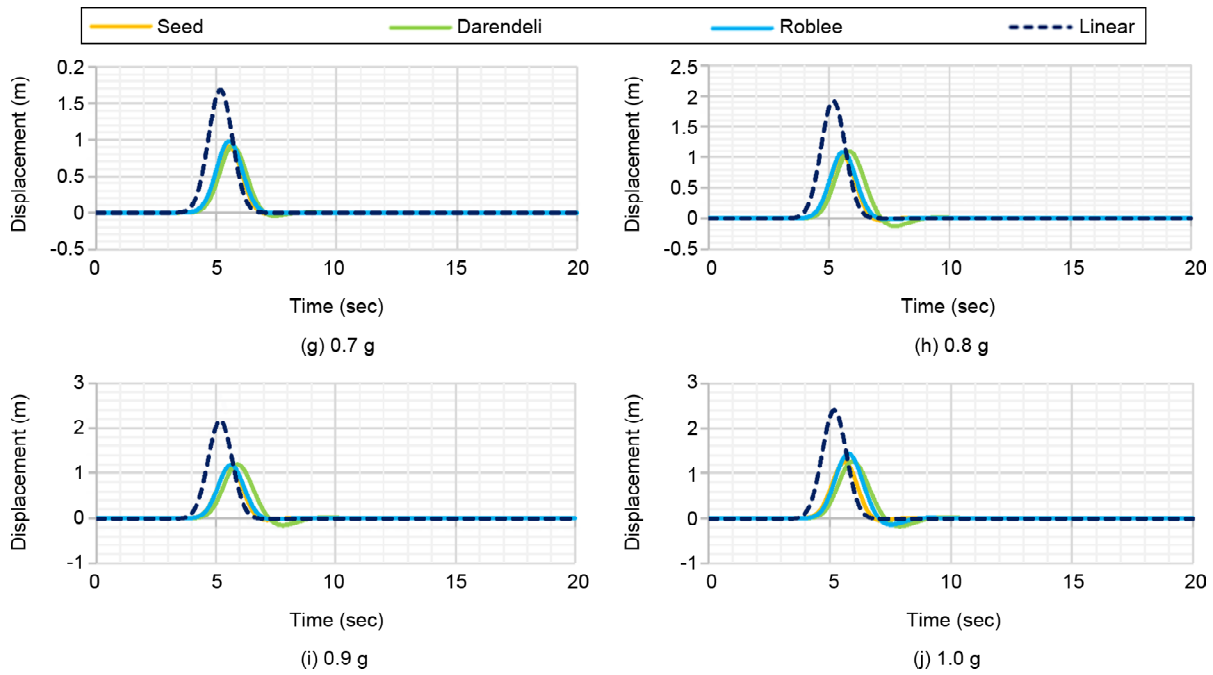 Seed Darendeli Roblee Linear
Displacement (m)
0.2
1.5
1
0.5
0
-0.5
0 5 10 15 20
Time (sec)
(g) 0.7 g
Displacement (m)
2.5
2
1.5
1
0.5
0
-0.5
0 5 10 15 20
Time (sec)
(h) 0.8 g
Displacement (m)
3
2
1
0
-1
0 5 10 15 20
Time (sec)
(i) 0.9 g
Displacement (m)
3
2
1
0
-1
0 5 10 15 20
Time (sec)
(j) 1.0 g